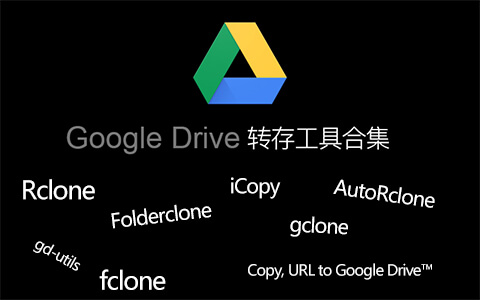 Google Drive 转存工具合集
Rclone
iCopy
AutoRclone
Folderclone
gclone
gd-utils
fclone
Copy, URL to Google Drive™